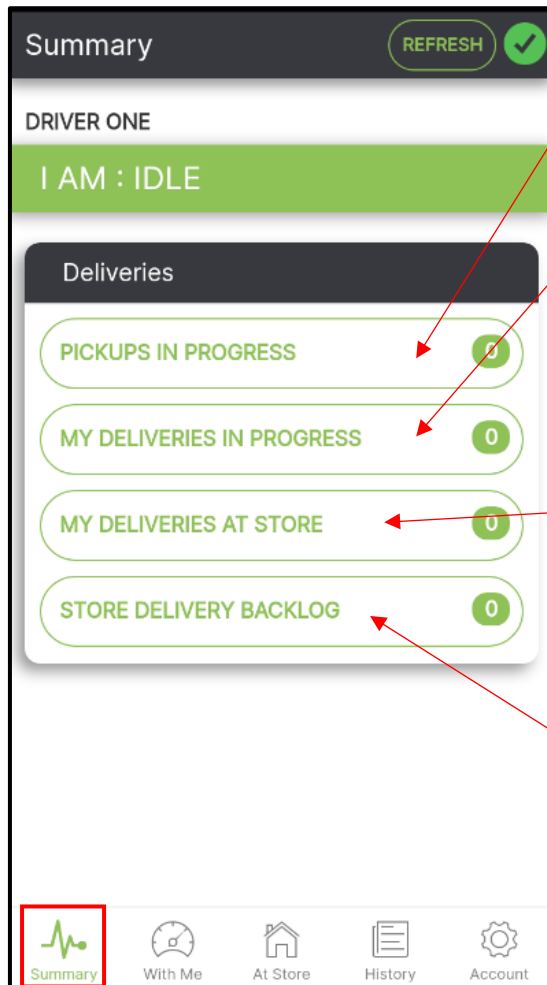 Summary
REFRESH
DRIVER ONE
I AM : IDLE
Deliveries
PICKUPS IN PROGRESS 0
MY DELIVERIES IN PROGRESS 0
MY DELIVERIES AT STORE 0
STORE DELIVERY BACKLOG 0
Summary With Me At Store History Account